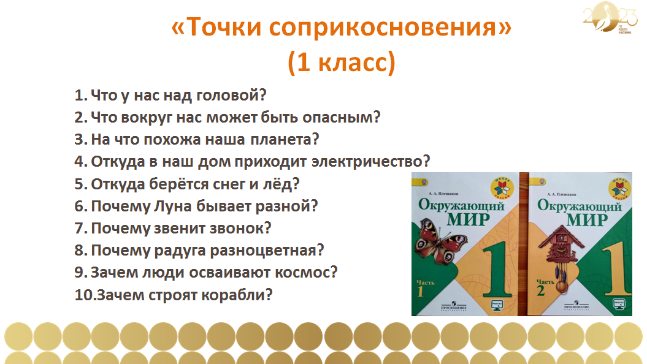 2023
«Точки соприкосновения»
(1 класс)
1. Что у нас над головой?
2. Что вокруг нас может быть опасным?
3. На что похожа наша планета?
4. Откуда в наш дом приходит электричество?
5. Откуда берётся снег и лёд?
6. Почему Луна бывает разной?
7. Почему звенит звонок?
8. Почему радуга разноцветная?
9. Зачем люди осваивают космос?
10.Зачем строят корабли?
А. А. Плешаков
Окружающий
МИР
1
Часть
1
А. А. Плешаков
Окружающий
МИР
1
Часть
2